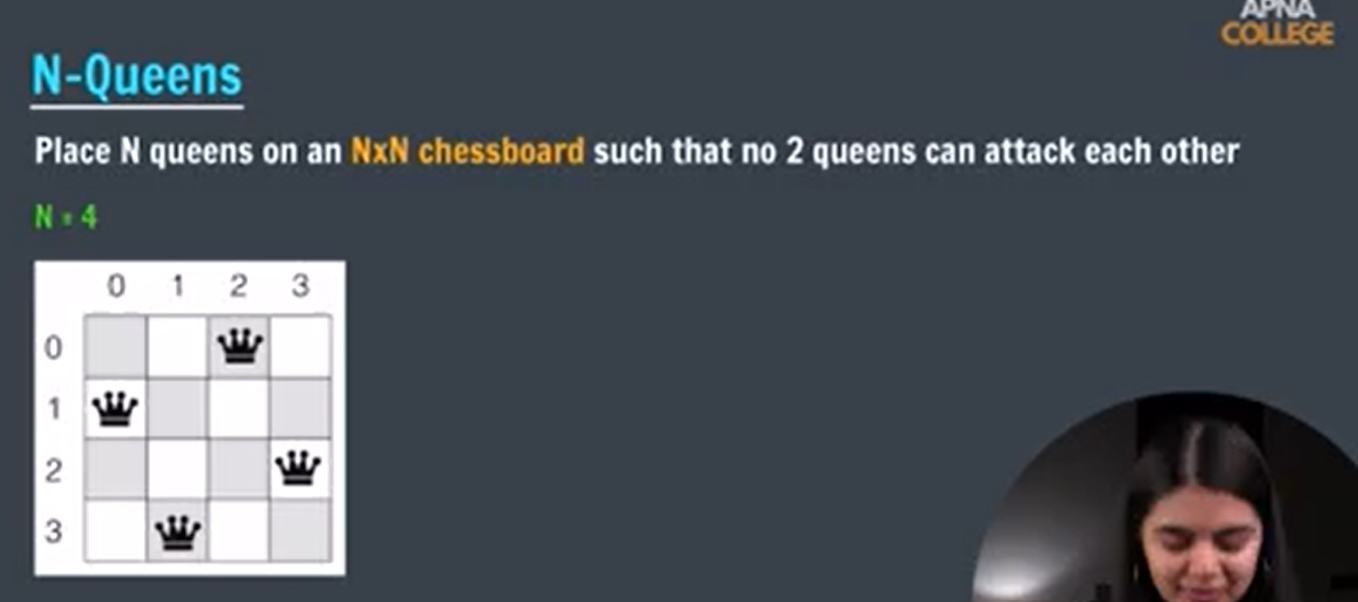 APNA
COLLEGE
N-Queens
Place N queens on an NxN chessboard such that no 2 queens can attack each other
N = 4
0 1 2 3
0
1
2
3